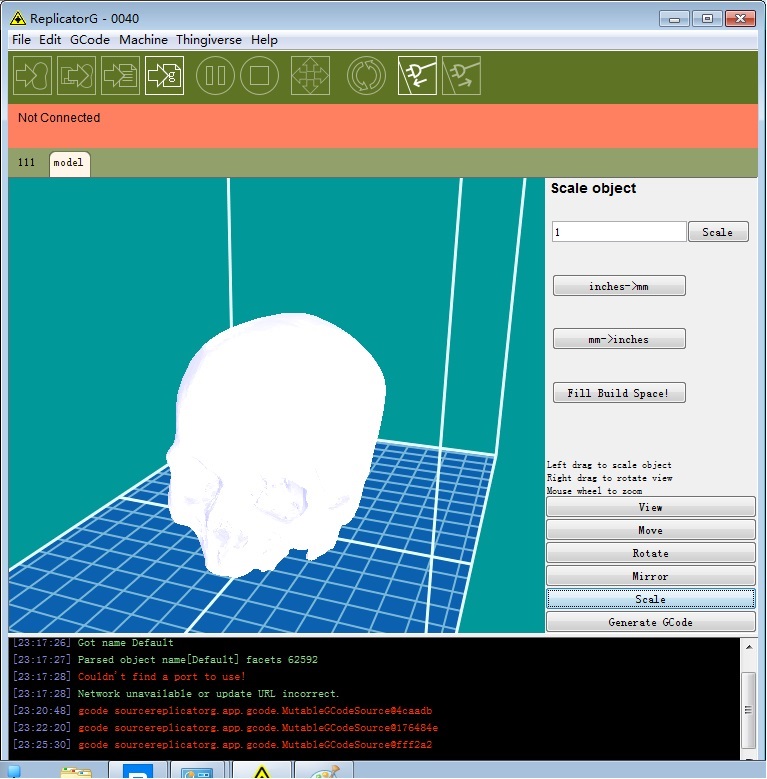 ReplicatorG - 0040
File Edit GCode Machine Thingiverse Help
Not Connected
111 model
Scale object
1 Scale
inches->mm
mm->inches
Fill Build Space!
Left drag to scale object
Right drag to rotate view
Mouse wheel to zoom
View
Move
Rotate
Mirror
Scale
Generate GCode
[23:17:26] Got name Default
[23:17:27] Parsed object name[Default] facets 62592
[23:17:28] Couldn't find a port to use!
[23:17:28] Network unavailable or update URL incorrect.
[23:20:48] gcode sourcereplicatorg.app.gcode.MutableGCodeSource@4caadb
[23:22:20] gcode sourcereplicatorg.app.gcode.MutableGCodeSource@176484e
[23:25:30] gcode sourcereplicatorg.app.gcode.MutableGCodeSource@fff2a2